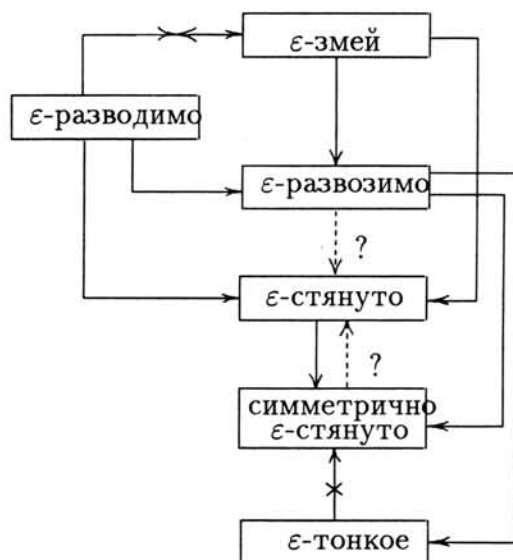 ε-змей
ε-разводимо
ε-развозимо
?
ε-стянуто
?
симметрично
ε-стянуто
ε-тонкое